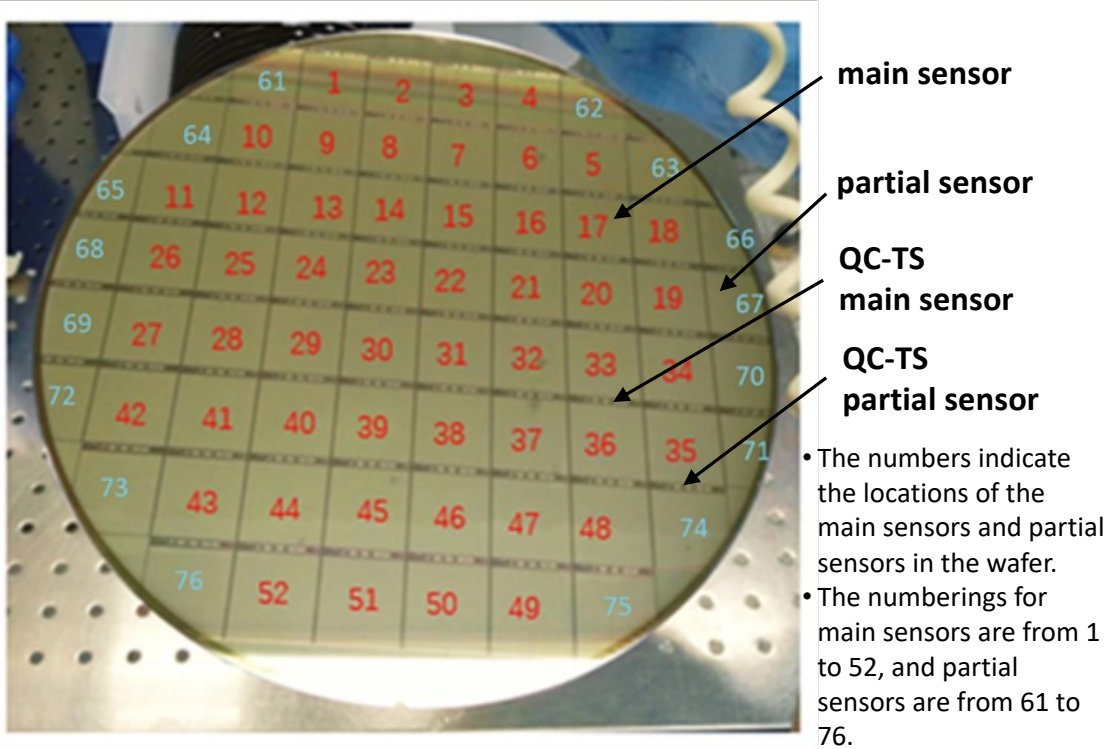 61 1 2 3 4 62
64 10 9 8 7 6 5 63
65 11 12 13 14 15 16 17 18 66
68 26 25 24 23 22 21 20 19 67
69 27 28 29 30 31 32 33 34 70
72 42 41 40 39 38 37 36 35 71
73 43 44 45 46 47 48 74
76 52 51 50 49 75
main sensor
partial sensor
QC-TS
main sensor
QC-TS
partial sensor
• The numbers indicate
the locations of the
main sensors and partial
sensors in the wafer.
• The numberings for
main sensors are from 1
to 52, and partial
sensors are from 61 to
76.